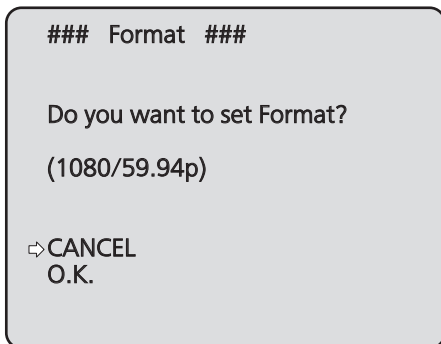 ### Format ###
Do you want to set Format?
(1080/59.94p)
⇨CANCEL
O.K.